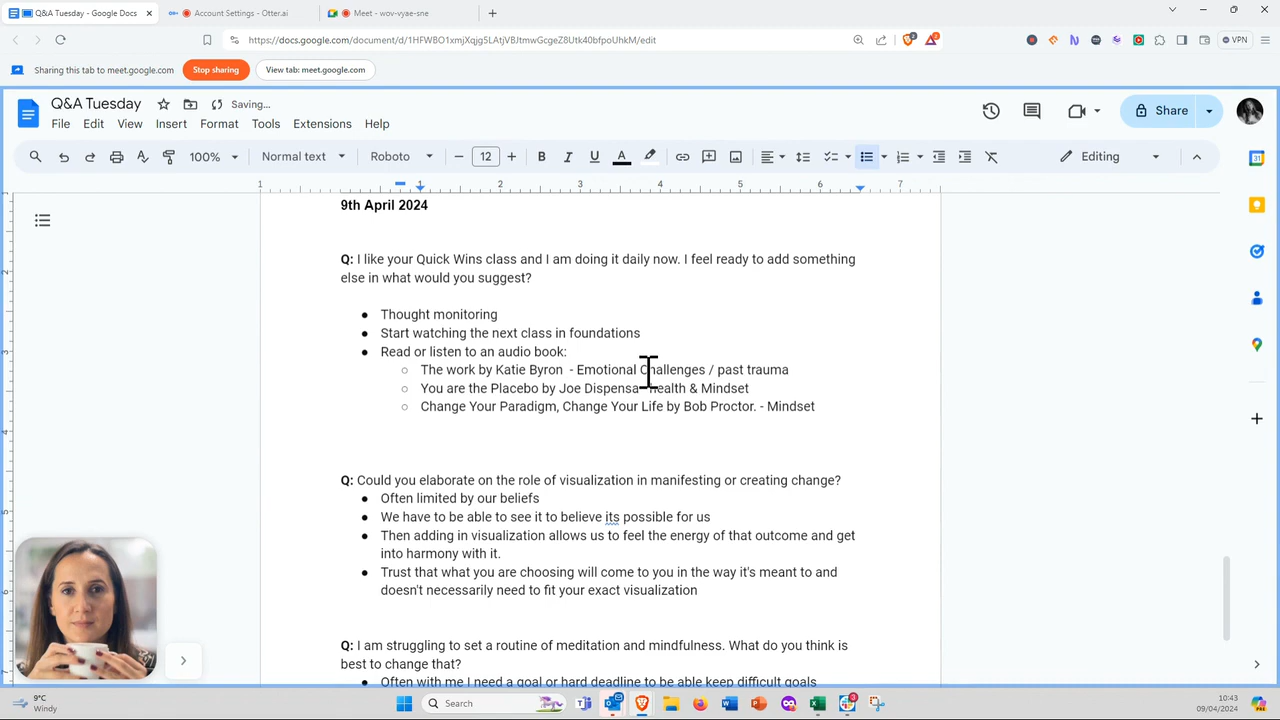 Q&A Tuesday - Google Docs
Account Settings - Otter.ai
Meet - wov-vyae-sne
https://docs.google.com/document/d/1HFWBO1xmjXqjg5LAtjVBJtmwGcgeZ8Utk40bfpoUhkM/edit
VPN
Sharing this tab to meet.google.com
Stop sharing
View tab: meet.google.com
Q&A Tuesday
Saving...
Share
File Edit View Insert Format Tools Extensions Help
100% Normal text Roboto 12 Editing
1 1 2 3 4 5 6 7
9th April 2024
Q: I like your Quick Wins class and I am doing it daily now. I feel ready to add something
else in what would you suggest?
● Thought monitoring
● Start watching the next class in foundations
● Read or listen to an audio book:
○ The work by Katie Byron - Emotional Challenges / past trauma
○ You are the Placebo by Joe Dispensa - health & Mindset
○ Change Your Paradigm, Change Your Life by Bob Proctor. - Mindset
Q: Could you elaborate on the role of visualization in manifesting or creating change?
● Often limited by our beliefs
● We have to be able to see it to believe its possible for us
● Then adding in visualization allows us to feel the energy of that outcome and get
into harmony with it.
● Trust that what you are choosing will come to you in the way it's meant to and
doesn't necessarily need to fit your exact visualization
Q: I am struggling to set a routine of meditation and mindfulness. What do you think is
best to change that?
● Often with me I need a goal or hard deadline to be able keep difficult goals
9°C
Windy
Search
10:43
09/04/2024